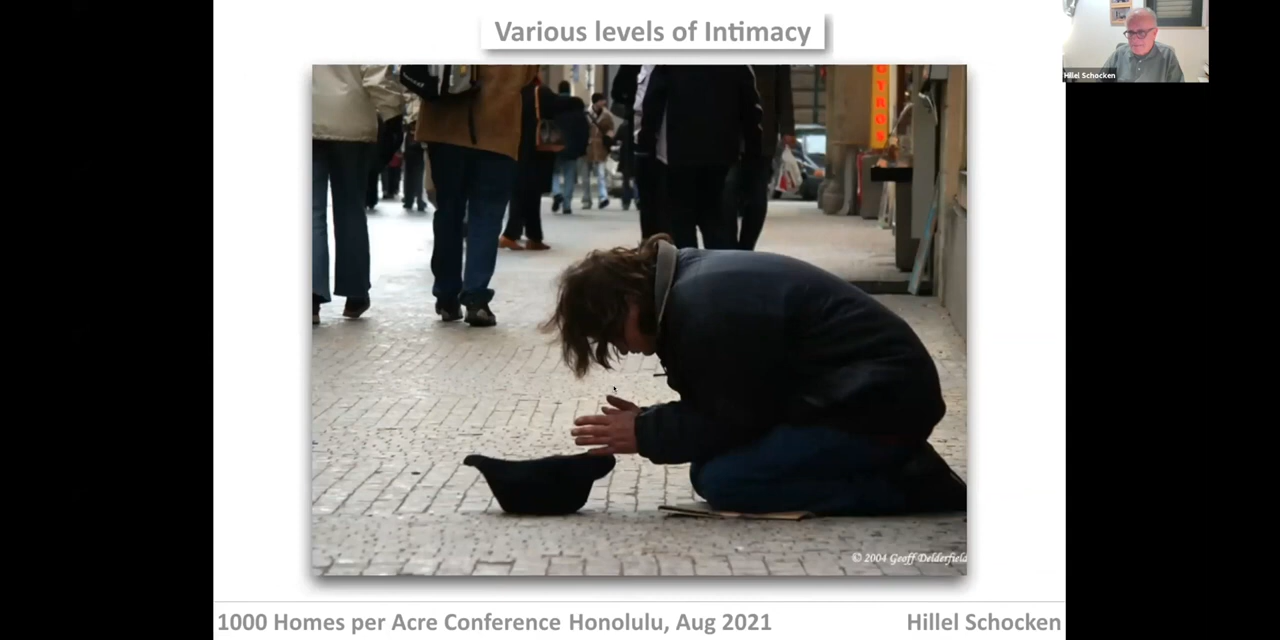 Various levels of Intimacy
Hillel Schocken
© 2004 Geoff Delderfield
1000 Homes per Acre Conference Honolulu, Aug 2021
Hillel Schocken